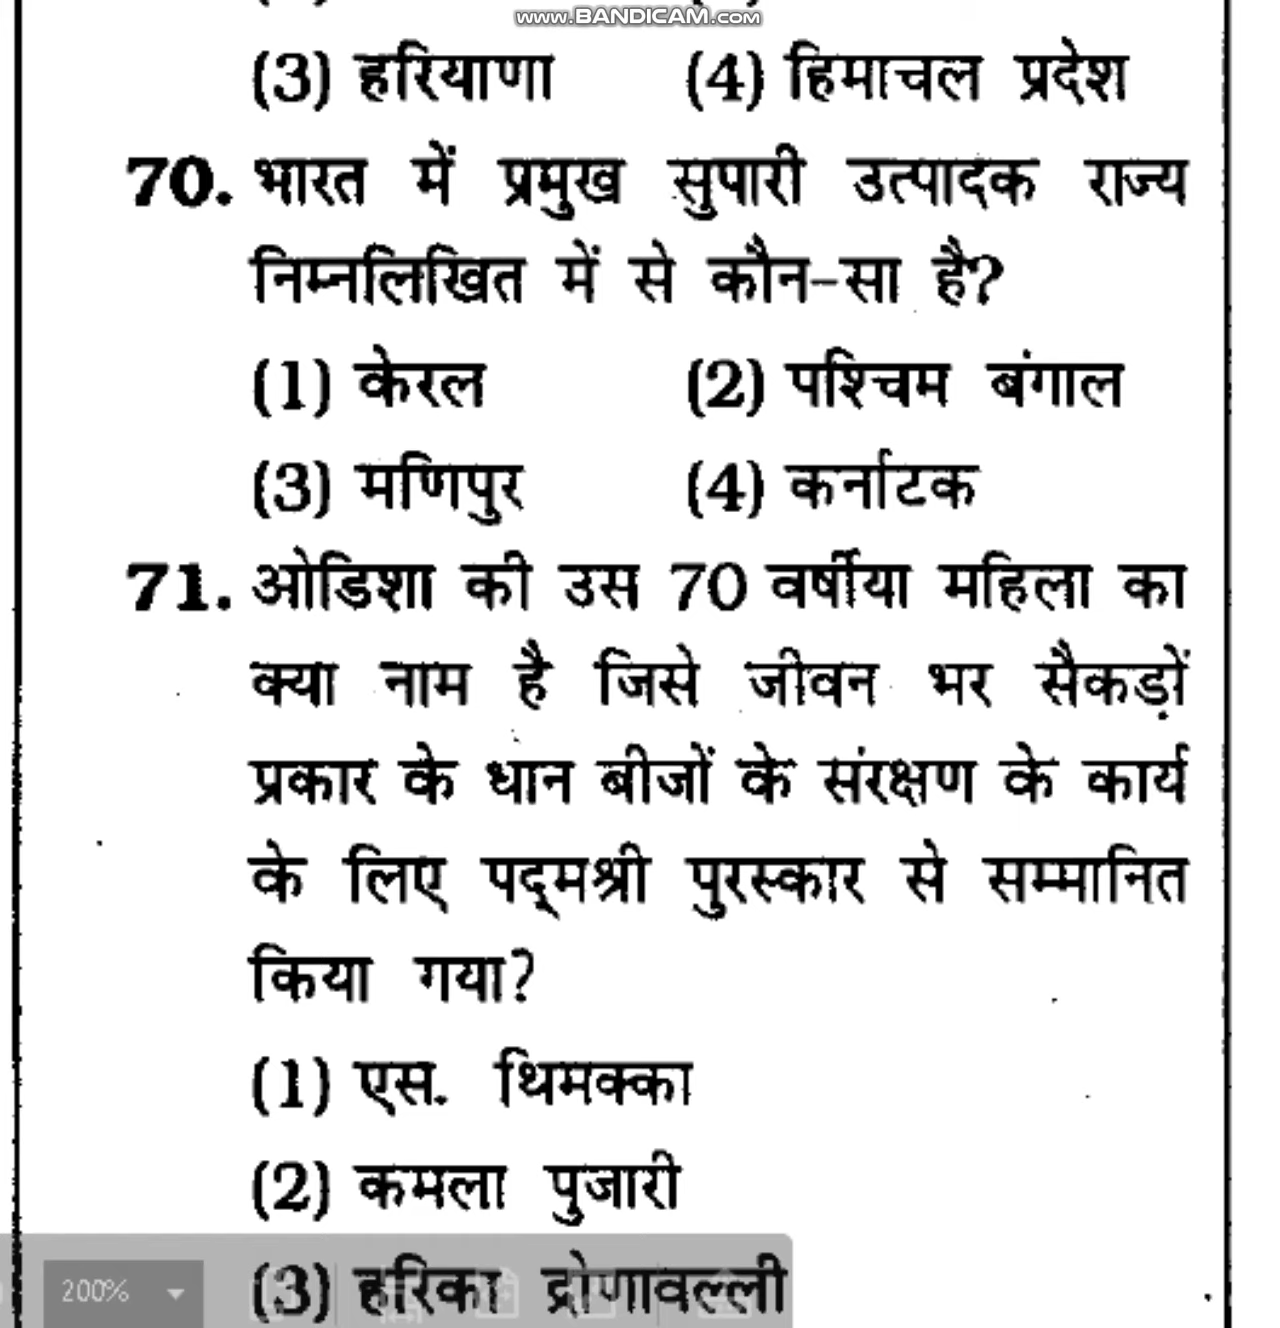 www.BANDICAM.com
(3) हरियाणा (4) हिमाचल प्रदेश
70. भारत में प्रमुख सुपारी उत्पादक राज्य
निम्नलिखित में से कौन-सा है?
(1) केरल (2) पश्चिम बंगाल
(3) मणिपुर (4) कर्नाटक
71. ओडिशा की उस 70 वर्षीया महिला का
क्या नाम है जिसे जीवन भर सैकड़ों
प्रकार के धान बीजों के संरक्षण के कार्य
के लिए पद्मश्री पुरस्कार से सम्मानित
किया गया?
(1) एस. थिमक्का
(2) कमला पुजारी
(3) हरिका द्रोणावल्ली
200%